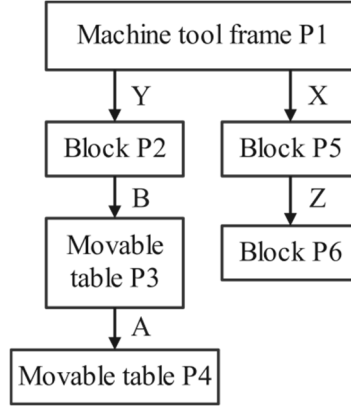 Machine tool frame P1
Y
X
Block P2
Block P5
B
Z
Movable
table P3
Block P6
A
Movable table P4